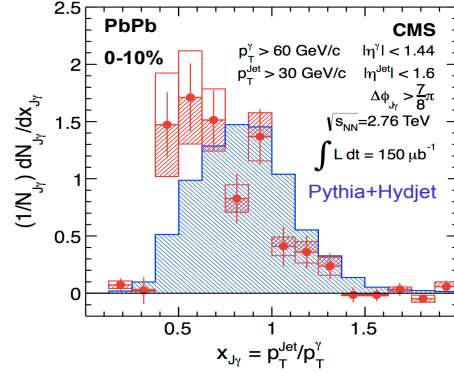 PbPb
CMS
0-10%
p_T^γ > 60 GeV/c |η^γ| < 1.44
p_T^Jet > 30 GeV/c |η^Jet| < 1.6
Δφ_Jγ > 7/8 π
√s_NN = 2.76 TeV
∫ L dt = 150 μb⁻¹
Pythia+Hydjet
(1/N_Jγ) dN_Jγ/dx_Jγ
2
1.5
1
0.5
0
0.5 1 1.5
x_Jγ = p_T^Jet/p_T^γ